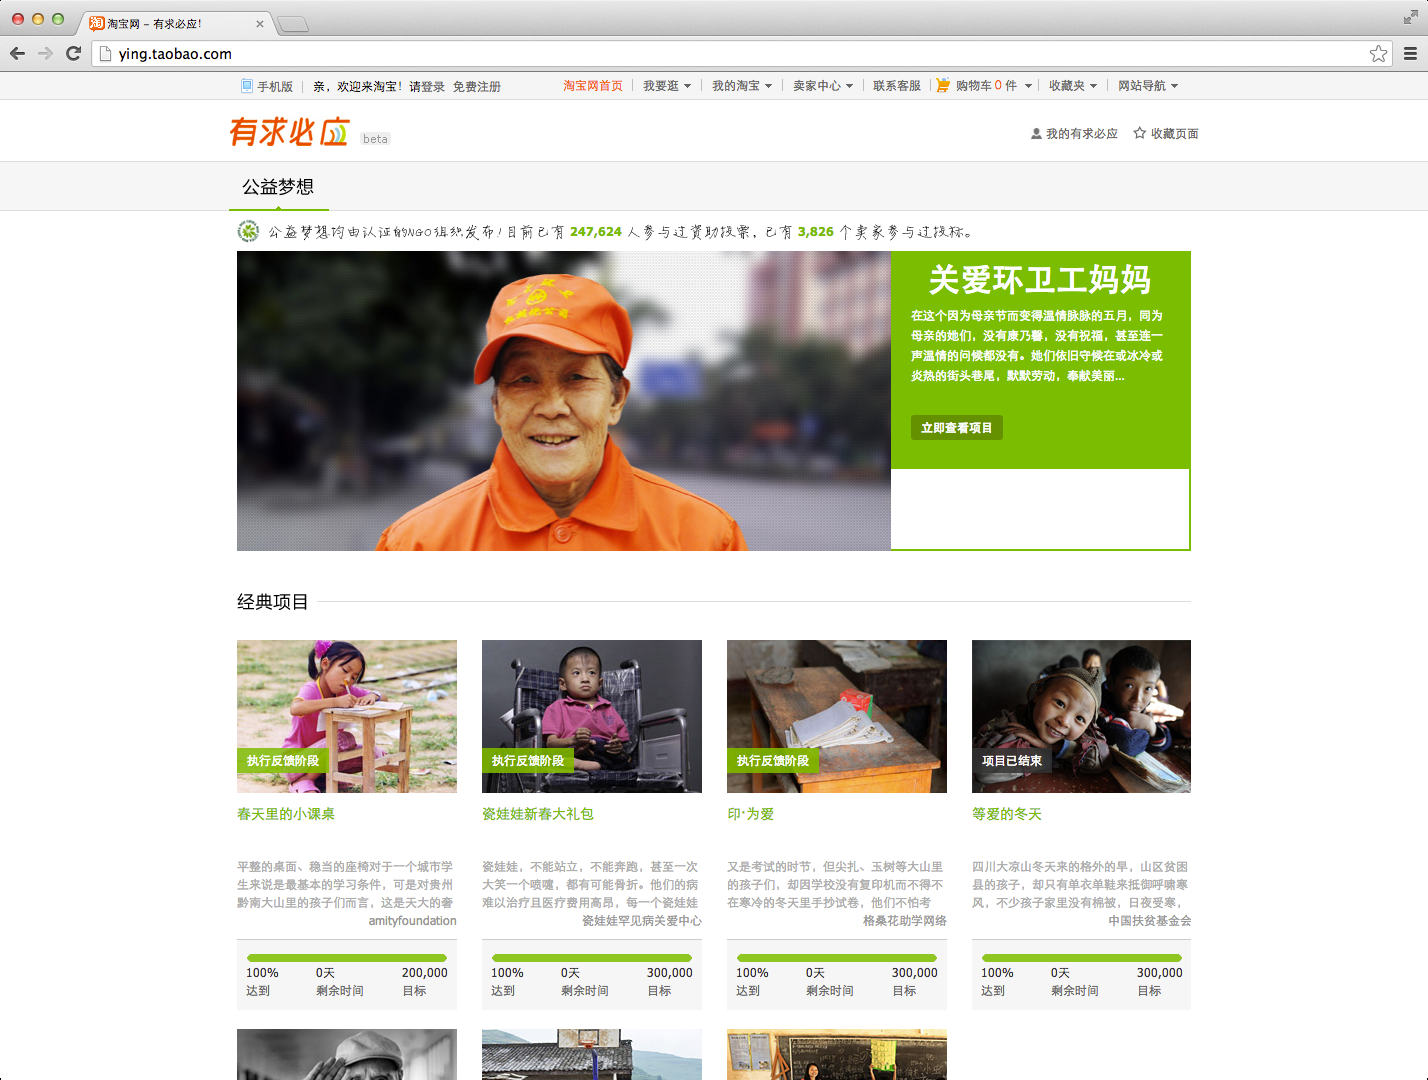 淘宝网 – 有求必应！
ying.taobao.com
手机版 亲，欢迎来淘宝！请登录 免费注册 淘宝网首页 我要逛 我的淘宝 卖家中心 联系客服 购物车 0 件 收藏夹 网站导航
有求必应 beta 我的有求必应 收藏页面
公益梦想
公益梦想均由认证的NGO组织发布！目前已有 247,624 人参与过资助投票，已有 3,826 个卖家参与过投标。
关爱环卫工妈妈
在这个因为母亲节而变得温情脉脉的五月，同为
母亲的她们，没有康乃馨，没有祝福，甚至连一
声温情的问候都没有。她们依旧守候在或冰冷或
炎热的街头巷尾，默默劳动，奉献美丽...
立即查看项目
经典项目
执行反馈阶段
春天里的小课桌
平整的桌面、稳当的座椅对于一个城市学
生来说是最基本的学习条件，可是对贵州
黔南大山里的孩子们而言，这是天大的奢
amityfoundation
100% 0天 200,000
达到 剩余时间 目标
执行反馈阶段
瓷娃娃新春大礼包
瓷娃娃，不能站立，不能奔跑，甚至一次
大笑一个喷嚏，都有可能骨折。他们的病
难以治疗且医疗费用高昂，每一个瓷娃娃
瓷娃娃罕见病关爱中心
100% 0天 300,000
达到 剩余时间 目标
执行反馈阶段
印·为爱
又是考试的时节，但尖扎、玉树等大山里
的孩子们，却因学校没有复印机而不得不
在寒冷的冬天里手抄试卷，他们不怕考
格桑花助学网络
100% 0天 300,000
达到 剩余时间 目标
项目已结束
等爱的冬天
四川大凉山冬天来的格外的早，山区贫困
县的孩子，却只有单衣单鞋来抵御呼啸寒
风，不少孩子家里没有棉被，日夜受寒，
中国扶贫基金会
100% 0天 300,000
达到 剩余时间 目标